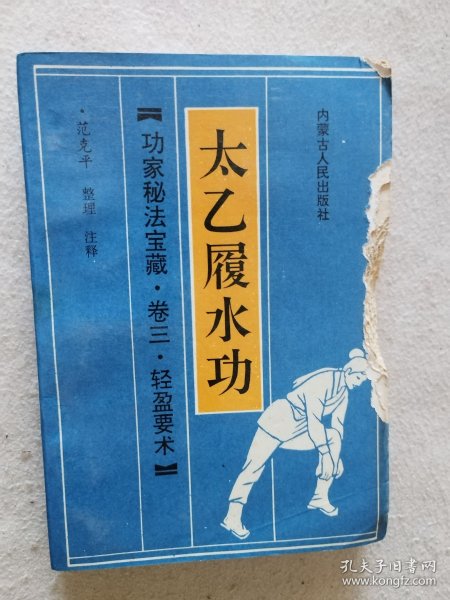 内蒙古人民出版社
太乙履水功
【功家秘法宝藏·卷三·轻盈要术】
·范克平 整理 注释
孔夫子旧书网
www.kongfz.com